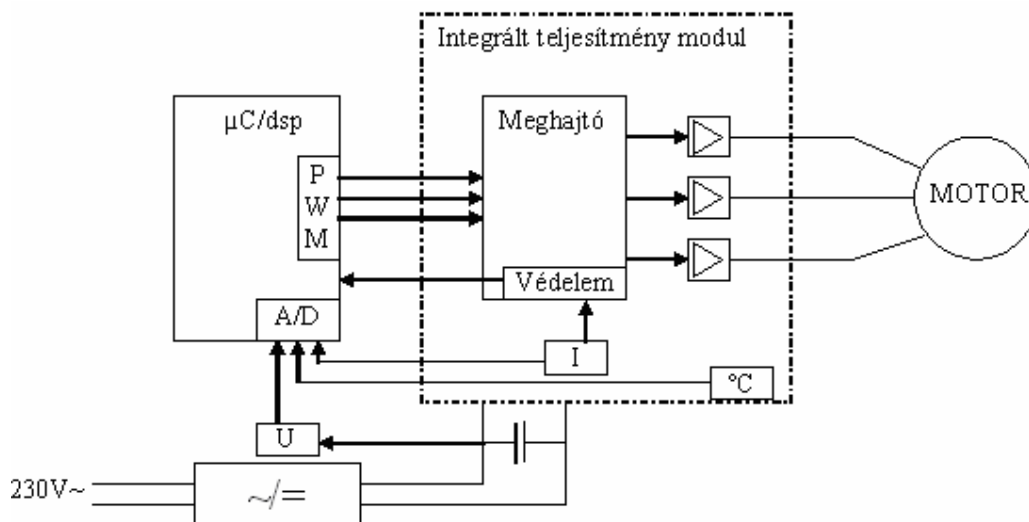 Integrált teljesítmény modul
µC/dsp
Meghajtó
P
W
M
MOTOR
Védelem
A/D
I
°C
U
230V~
~/=